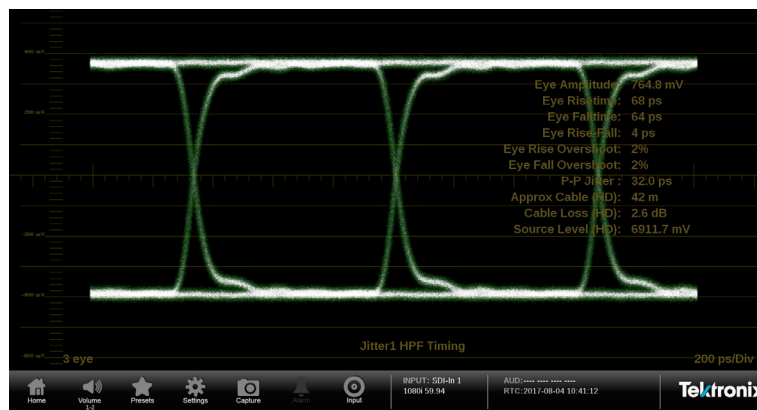 200 mV
-200 mV
-400 mV
-600 mV
Eye Amplitude: 764.8 mV
Eye Risetime: 68 ps
Eye Falltime: 64 ps
Eye Rise-Fall: 4 ps
Eye Rise Overshoot: 2%
Eye Fall Overshoot: 2%
P-P Jitter : 32.0 ps
Approx Cable (HD): 42 m
Cable Loss (HD): 2.6 dB
Source Level (HD): 6911.7 mV
Jitter1 HPF Timing
3 eye
200 ps/Div
Home
Volume
1-2
Presets
Settings
Capture
Alarm
Input
INPUT: SDI-In 1
1080i 59.94
AUD:---- ---- ---- ----
RTC:2017-08-04 10:41:12
Tektronix